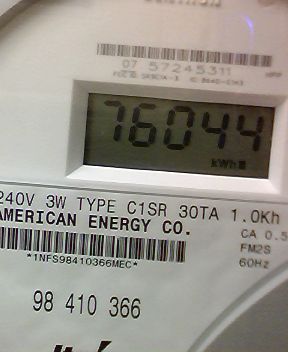 07 57245311
76044
kWh
240V 3W TYPE C1SR 30TA 1.0Kh
AMERICAN ENERGY CO.
CA 0.5
FM2S
*1NFS98410366MEC*
60Hz
98 410 366